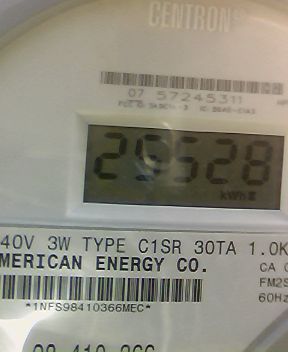 CENTRON
07 57245311
29528
kWh
40V 3W TYPE C1SR 30TA 1.0K
MERICAN ENERGY CO.
CA 0
FM2S
60Hz
*1NFS98410366MEC*